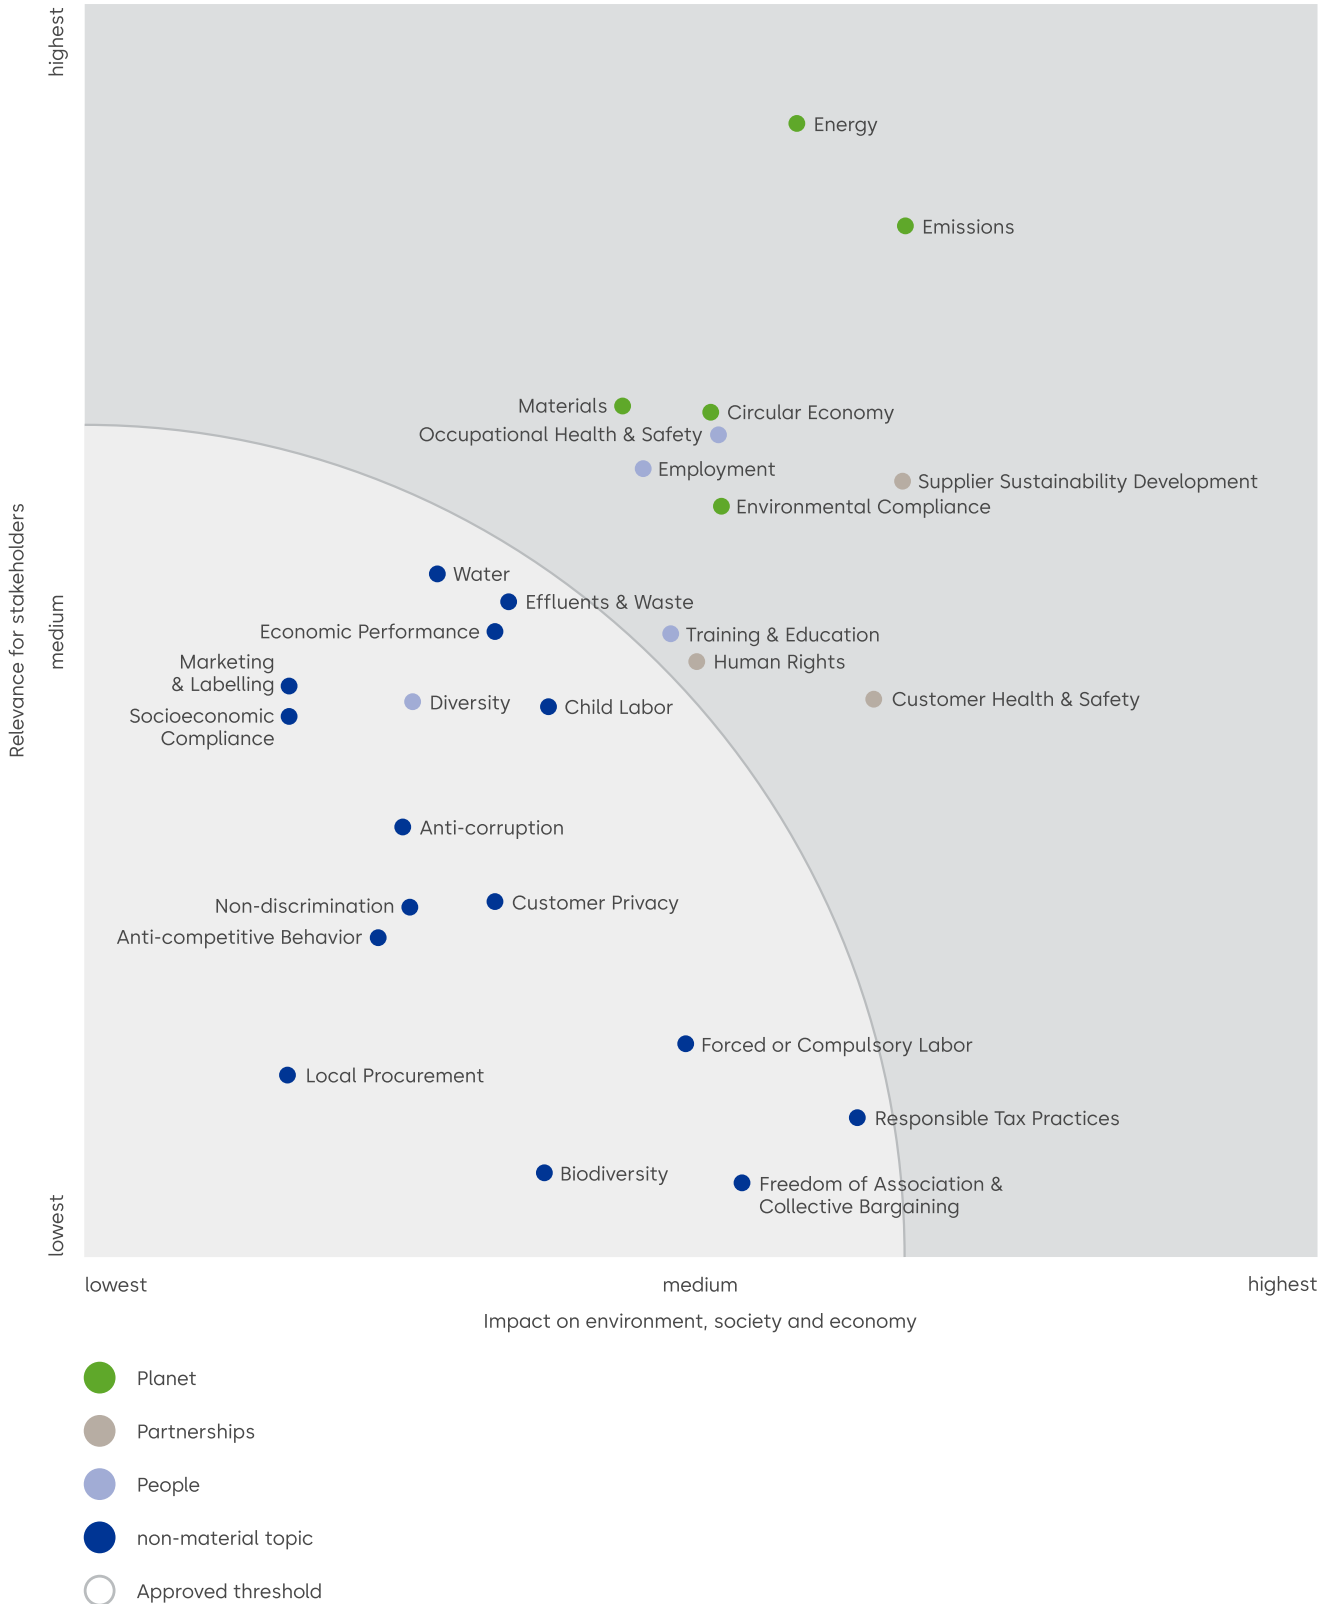 highest
Energy
Emissions
Materials
Circular Economy
Occupational Health & Safety
Employment
Supplier Sustainability Development
Environmental Compliance
Relevance for stakeholders
medium
Water
Effluents & Waste
Economic Performance
Training & Education
Marketing
& Labelling
Human Rights
Diversity
Child Labor
Customer Health & Safety
Socioeconomic
Compliance
Anti-corruption
Non-discrimination
Customer Privacy
Anti-competitive Behavior
Forced or Compulsory Labor
Local Procurement
Responsible Tax Practices
Biodiversity
Freedom of Association &
Collective Bargaining
lowest
lowest
medium
highest
Impact on environment, society and economy
Planet
Partnerships
People
non-material topic
Approved threshold